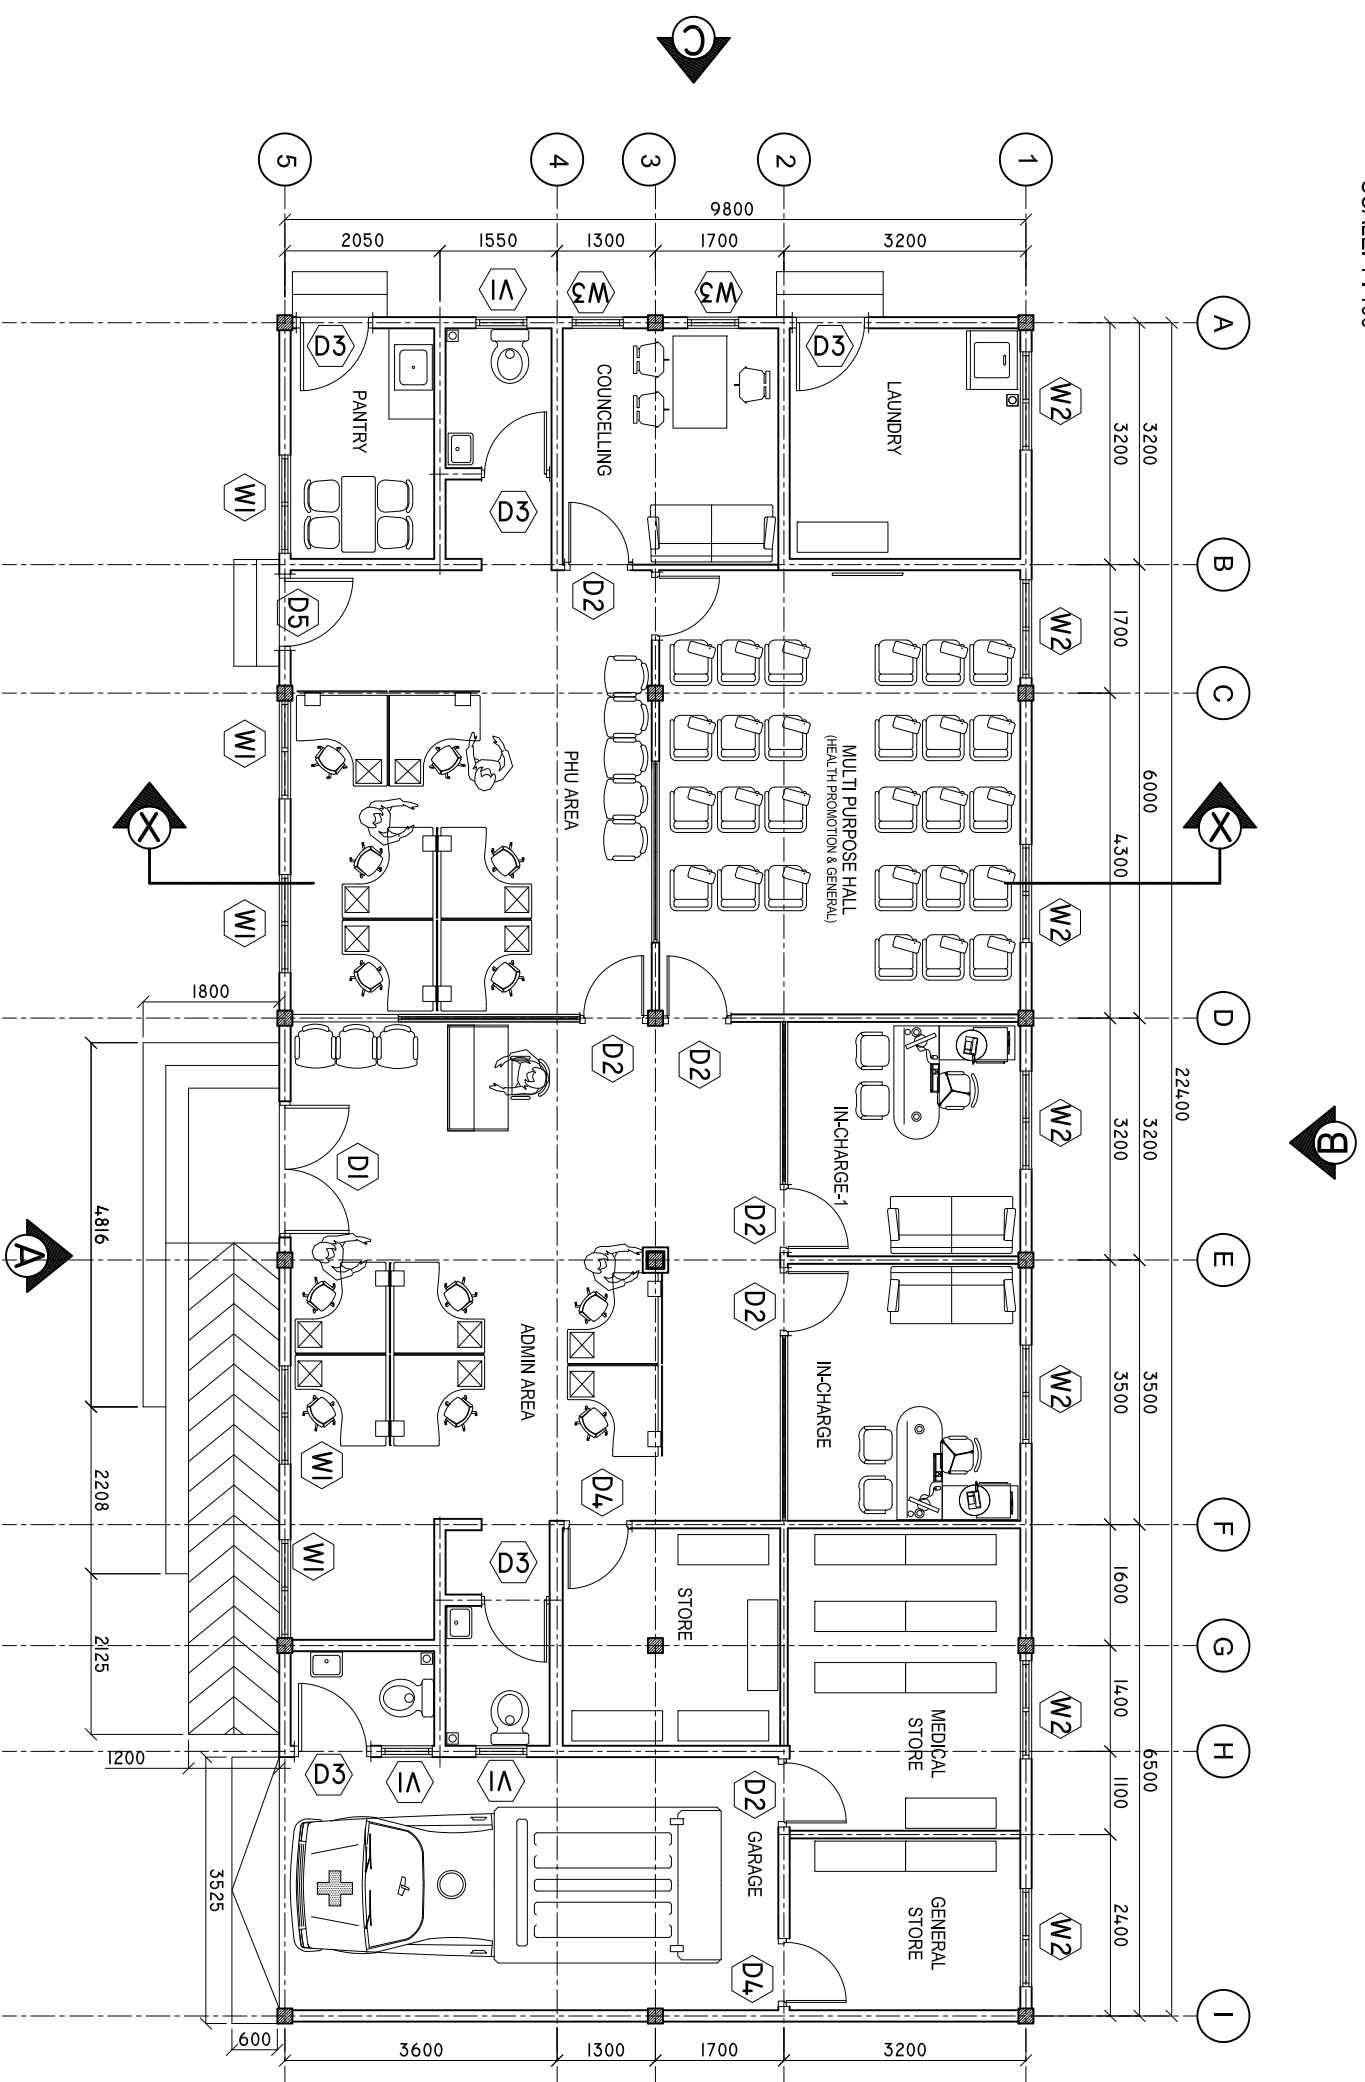 C
5
4
3
2
1
9800
2050
1550
1300
1700
3200
V1
W3
W3
A
D3
D3
W2
3200
3200
PANTRY
COUNCELLING
LAUNDRY
W1
D3
B
D5
D2
W2
1700
C
W1
PHU AREA
MULTI PURPOSE HALL
(HEALTH PROMOTION & GENERAL)
6000
4300
X
X
W1
W2
1800
D
22400
D2
D2
IN-CHARGE-1
W2
3200
3200
B
D1
4816
D2
A
E
D2
ADMIN AREA
IN-CHARGE
W2
3500
3500
W1
D4
2208
F
W1
D3
STORE
1600
2125
G
MEDICAL
STORE
W2
1400
1200
H
6500
D3
V1
V1
D2
1100
3525
GARAGE
GENERAL
STORE
W2
2400
D4
I
600
3600
1300
1700
3200